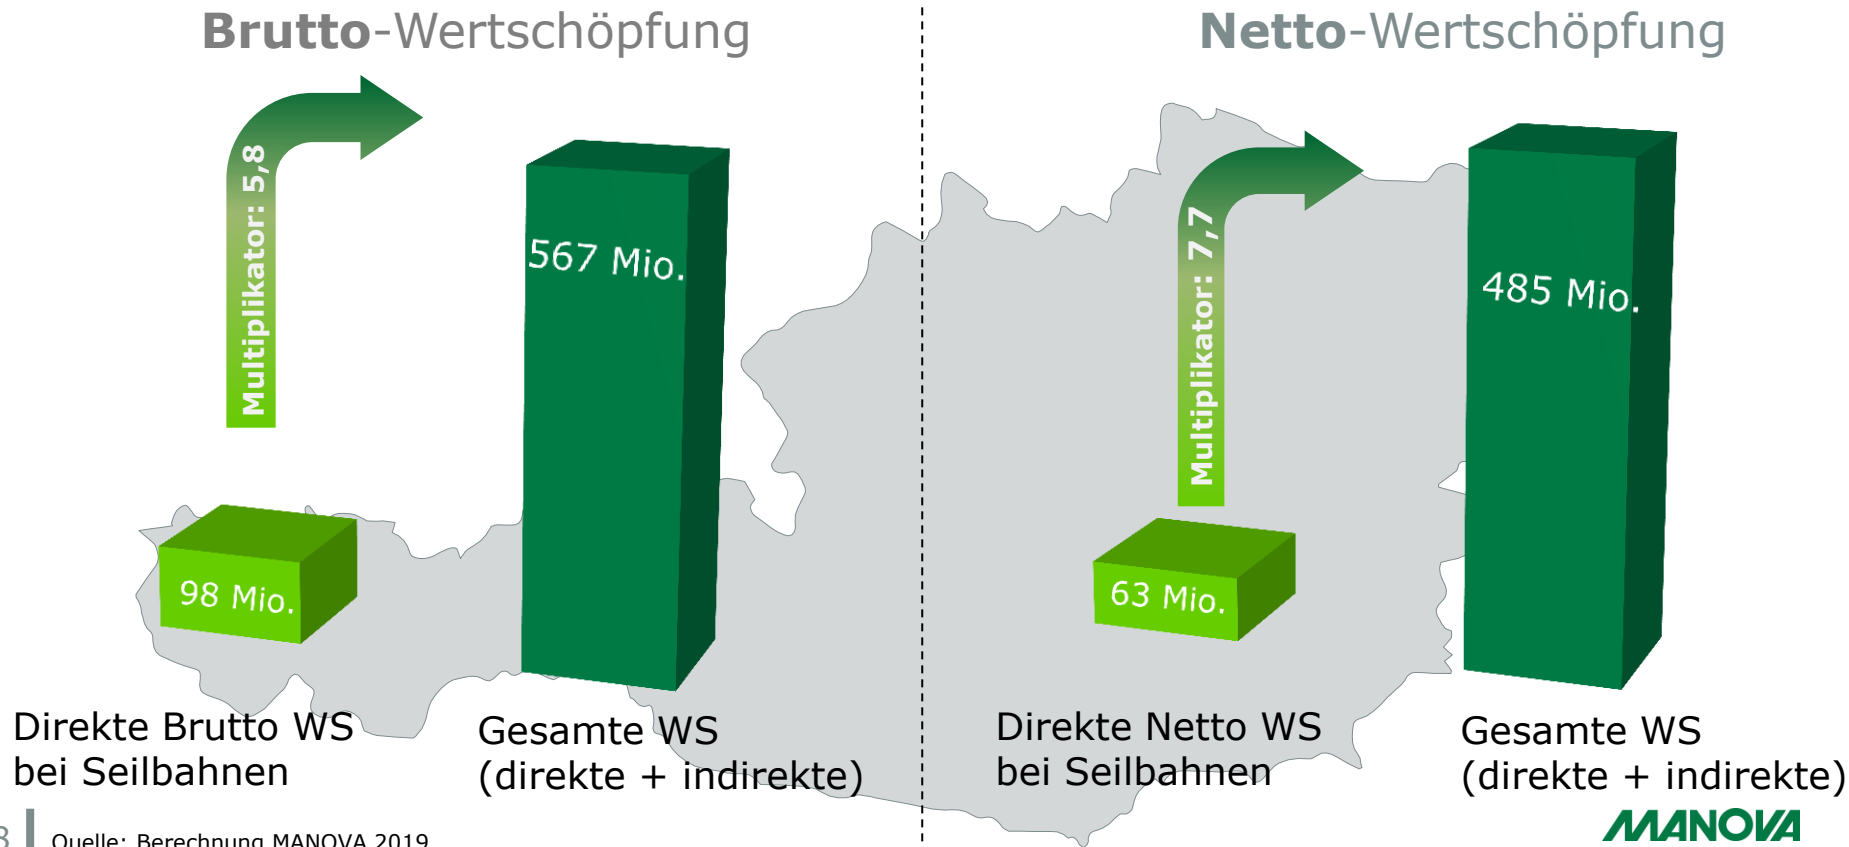 Brutto-Wertschöpfung
Multiplikator: 5,8
567 Mio.
98 Mio.
Direkte Brutto WS
bei Seilbahnen
Gesamte WS
(direkte + indirekte)
Netto-Wertschöpfung
Multiplikator: 7,7
485 Mio.
63 Mio.
Direkte Netto WS
bei Seilbahnen
Gesamte WS
(direkte + indirekte)
8
Quelle: Berechnung MANOVA 2019
MANOVA